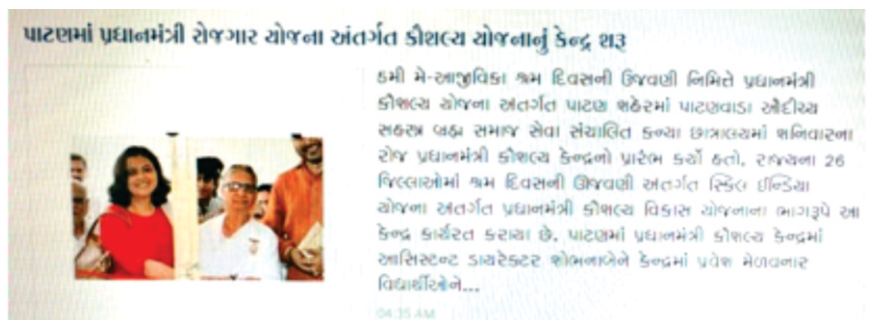 પાટણમાં પ્રધાનમંત્રી રોજગાર યોજના અંતર્ગત કૌશલ્ય યોજનાનું કેન્દ્ર શરૂ
૬મી મે-આજીવિકા શ્રમ દિવસની ઉજવણી નિમિત્તે પ્રધાનમંત્રી
કૌશલ્ય યોજના અંતર્ગત પાટણ શહેરમાં પાટણવાડા ઔદીચ્ય
સહસ્ત્ર બ્રહ્મ સમાજ સેવા સંચાલિત કન્યા છાત્રાલયમાં શનિવારના
રોજ પ્રધાનમંત્રી કૌશલ્ય કેન્દ્રનો પ્રારંભ કર્યો હતો. રાજ્યના 26
જિલ્લાઓમાં શ્રમ દિવસની ઊજવણી અંતર્ગત સ્કિલ ઈન્ડિયા
યોજના અંતર્ગત પ્રધાનમંત્રી કૌશલ્ય વિકાસ યોજનાના ભાગરૂપે આ
કેન્દ્ર કાર્યરત કરાયા છે. પાટણમાં પ્રધાનમંત્રી કૌશલ્ય કેન્દ્રમાં
આસિસ્ટન્ટ ડાયરેક્ટર શોભનાબેને કેન્દ્રમાં પ્રવેશ મેળવનાર
વિદ્યાર્થીઓને...
04:35 AM